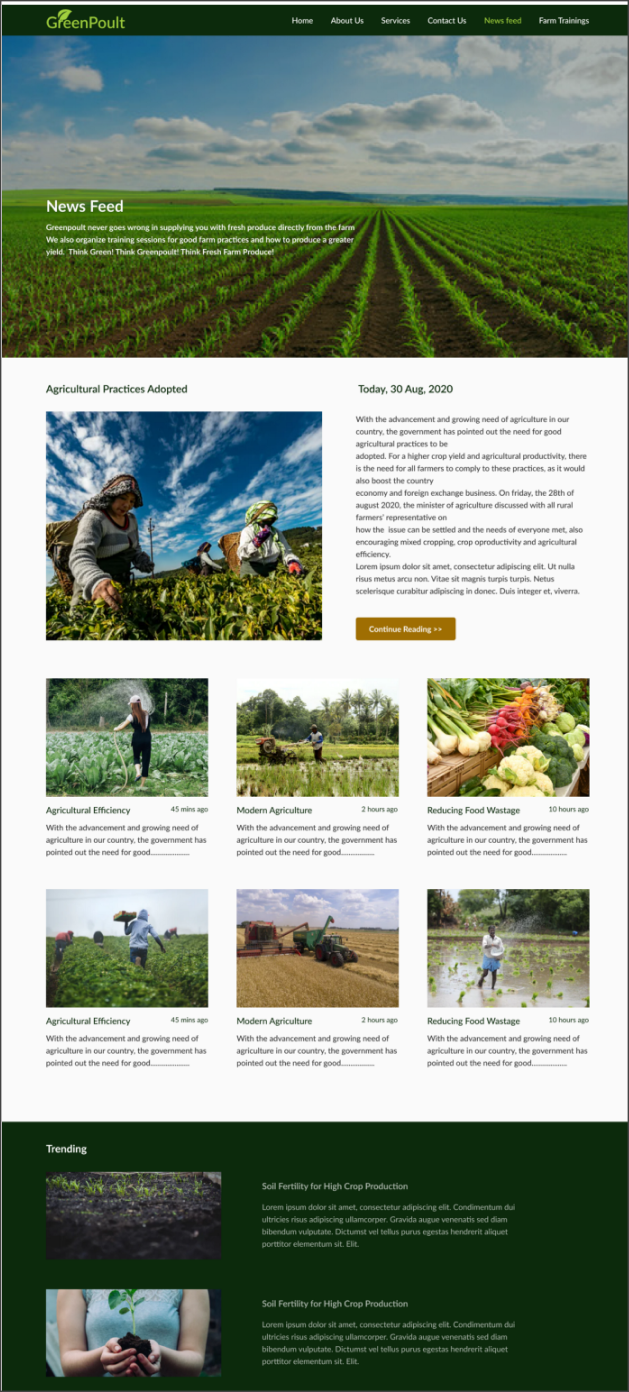 GreenPoult
Home About Us Services Contact Us News feed Farm Trainings
News Feed
Greenpoult never goes wrong in supplying you with fresh produce directly from the farm
We also organize training sessions for good farm practices and how to produce a greater
yield. Think Green! Think Greenpoult! Think Fresh Farm Produce!
Agricultural Practices Adopted
Today, 30 Aug, 2020
With the advancement and growing need of agriculture in our
country, the government has pointed out the need for good
agricultural practices to be
adopted. For a higher crop yield and agricultural productivity, there
is the need for all farmers to comply to these practices, as it would
also boost the country
economy and foreign exchange business. On friday, the 28th of
august 2020, the minister of agriculture discussed with all rural
farmers' representative on
how the issue can be settled and the needs of everyone met, also
encouraging mixed cropping, crop oproductivity and agricultural
efficiency.
Lorem ipsum dolor sit amet, consectetur adipiscing elit. Ut nulla
risus metus arcu non. Vitae sit magnis turpis turpis. Netus
scelerisque curabitur adipiscing in donec. Duis integer et, viverra.
Continue Reading >>
Agricultural Efficiency 45 mins ago
With the advancement and growing need of
agriculture in our country, the government has
pointed out the need for good...................
Modern Agriculture 2 hours ago
With the advancement and growing need of
agriculture in our country, the government has
pointed out the need for good.................
Reducing Food Wastage 10 hours ago
With the advancement and growing need of
agriculture in our country, the government has
pointed out the need for good.................
Agricultural Efficiency 45 mins ago
With the advancement and growing need of
agriculture in our country, the government has
pointed out the need for good...................
Modern Agriculture 2 hours ago
With the advancement and growing need of
agriculture in our country, the government has
pointed out the need for good.................
Reducing Food Wastage 10 hours ago
With the advancement and growing need of
agriculture in our country, the government has
pointed out the need for good.................
Trending
Soil Fertility for High Crop Production
Lorem ipsum dolor sit amet, consectetur adipiscing elit. Condimentum dui
ultricies risus adipiscing ullamcorper. Gravida augue venenatis sed diam
bibendum vulputate. Dictumst vel tellus purus egestas hendrerit aliquet
porttitor elementum sit. Elit.
Soil Fertility for High Crop Production
Lorem ipsum dolor sit amet, consectetur adipiscing elit. Condimentum dui
ultricies risus adipiscing ullamcorper. Gravida augue venenatis sed diam
bibendum vulputate. Dictumst vel tellus purus egestas hendrerit aliquet
porttitor elementum sit. Elit.